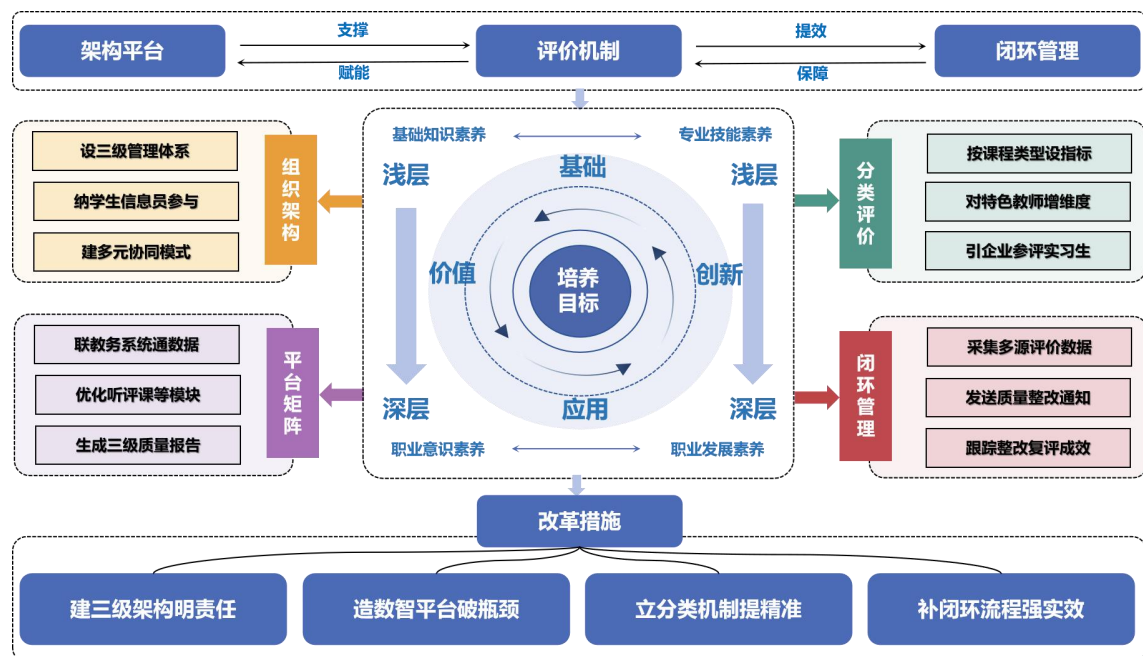 架构平台
支撑
赋能
评价机制
提效
保障
闭环管理
设三级管理体系
纳学生信息员参与
建多元协同模式
组织架构
联教务系统通数据
优化听评课等模块
生成三级质量报告
平台矩阵
基础知识素养
专业技能素养
浅层
基础
浅层
价值
培养
目标
创新
深层
应用
深层
职业意识素养
职业发展素养
分类评价
按课程类型设指标
对特色教师增维度
引企业参评实习生
闭环管理
采集多源评价数据
发送质量整改通知
跟踪整改复评成效
改革措施
建三级架构明责任
造数智平台破瓶颈
立分类机制提精准
补闭环流程强实效